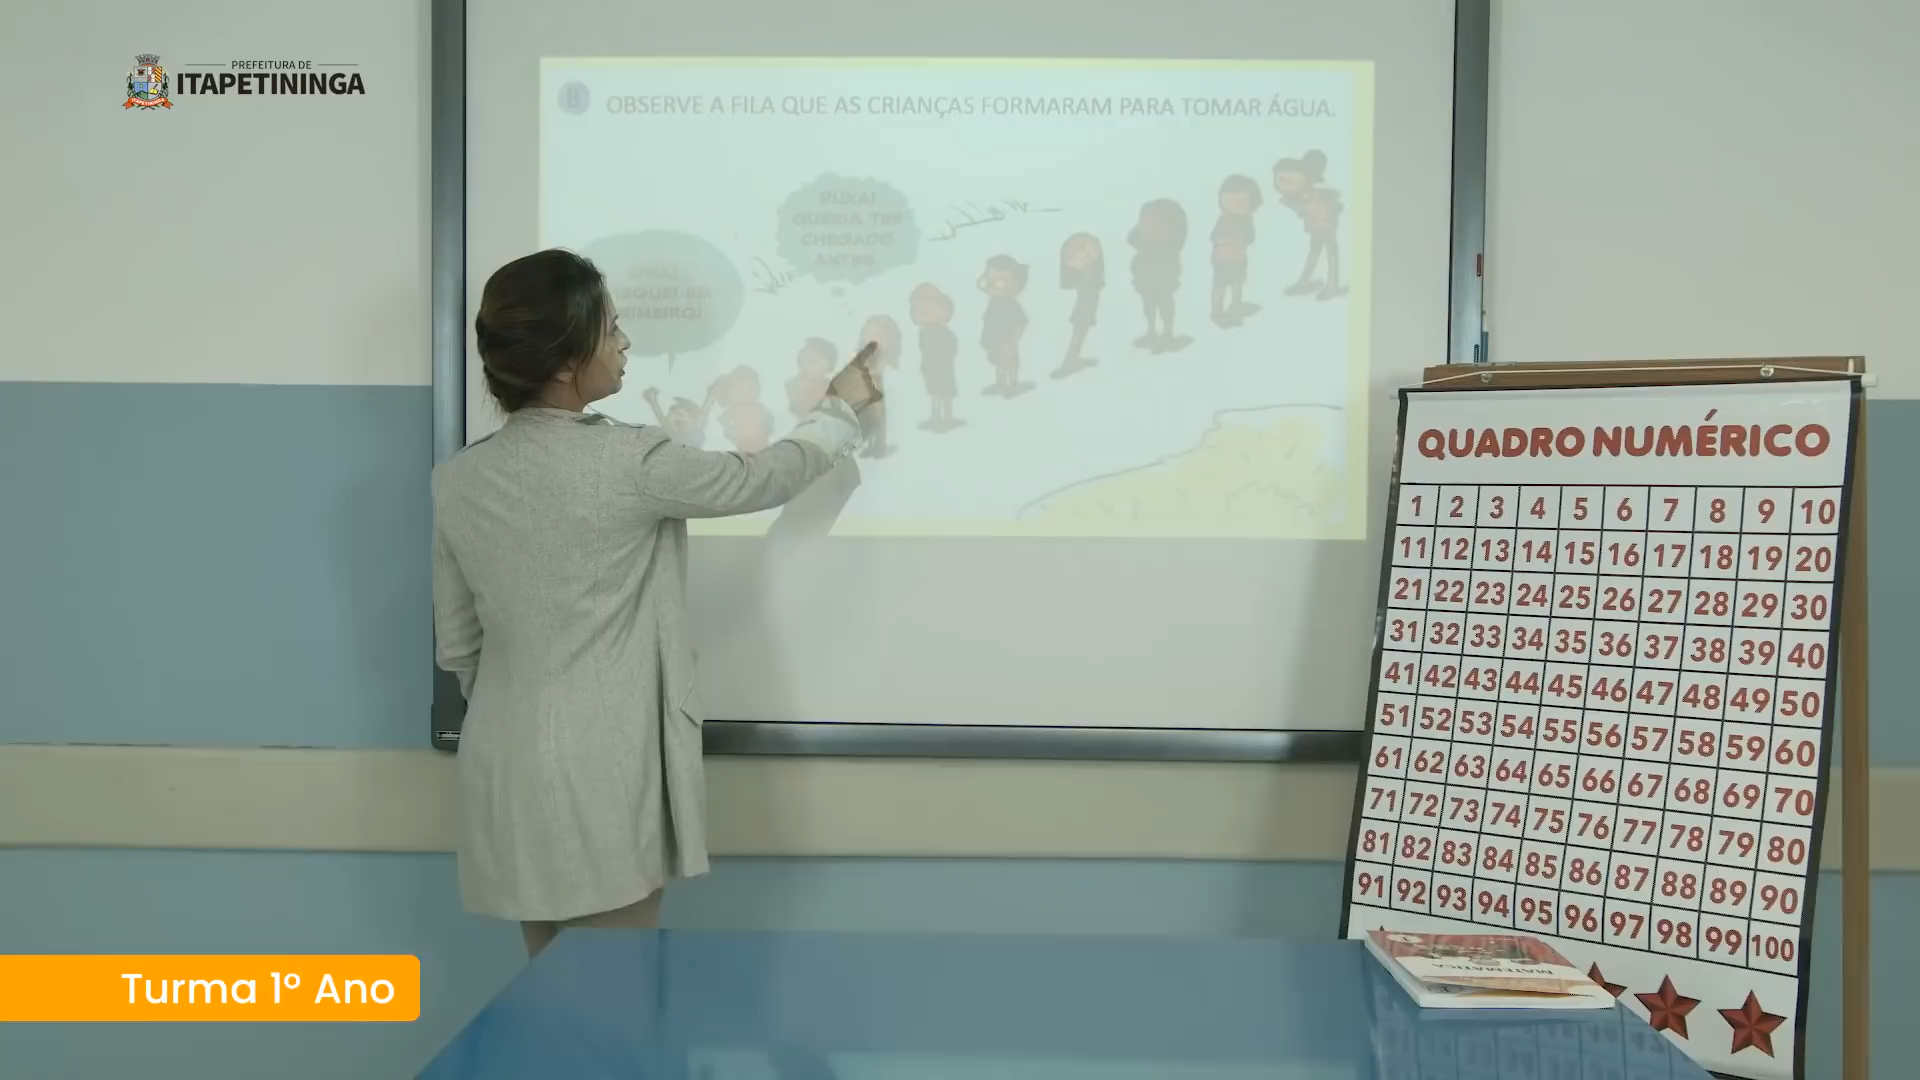 PREFEITURA DE
ITAPETININGA
B OBSERVE A FILA QUE AS CRIANÇAS FORMARAM PARA TOMAR ÁGUA.
PUXA!
QUERIA TER
CHEGADO
ANTES
QUADRO NUMÉRICO
1 2 3 4 5 6 7 8 9 10
11 12 13 14 15 16 17 18 19 20
21 22 23 24 25 26 27 28 29 30
31 32 33 34 35 36 37 38 39 40
41 42 43 44 45 46 47 48 49 50
51 52 53 54 55 56 57 58 59 60
61 62 63 64 65 66 67 68 69 70
71 72 73 74 75 76 77 78 79 80
81 82 83 84 85 86 87 88 89 90
91 92 93 94 95 96 97 98 99 100
MATEMÁTICA
Turma 1º Ano